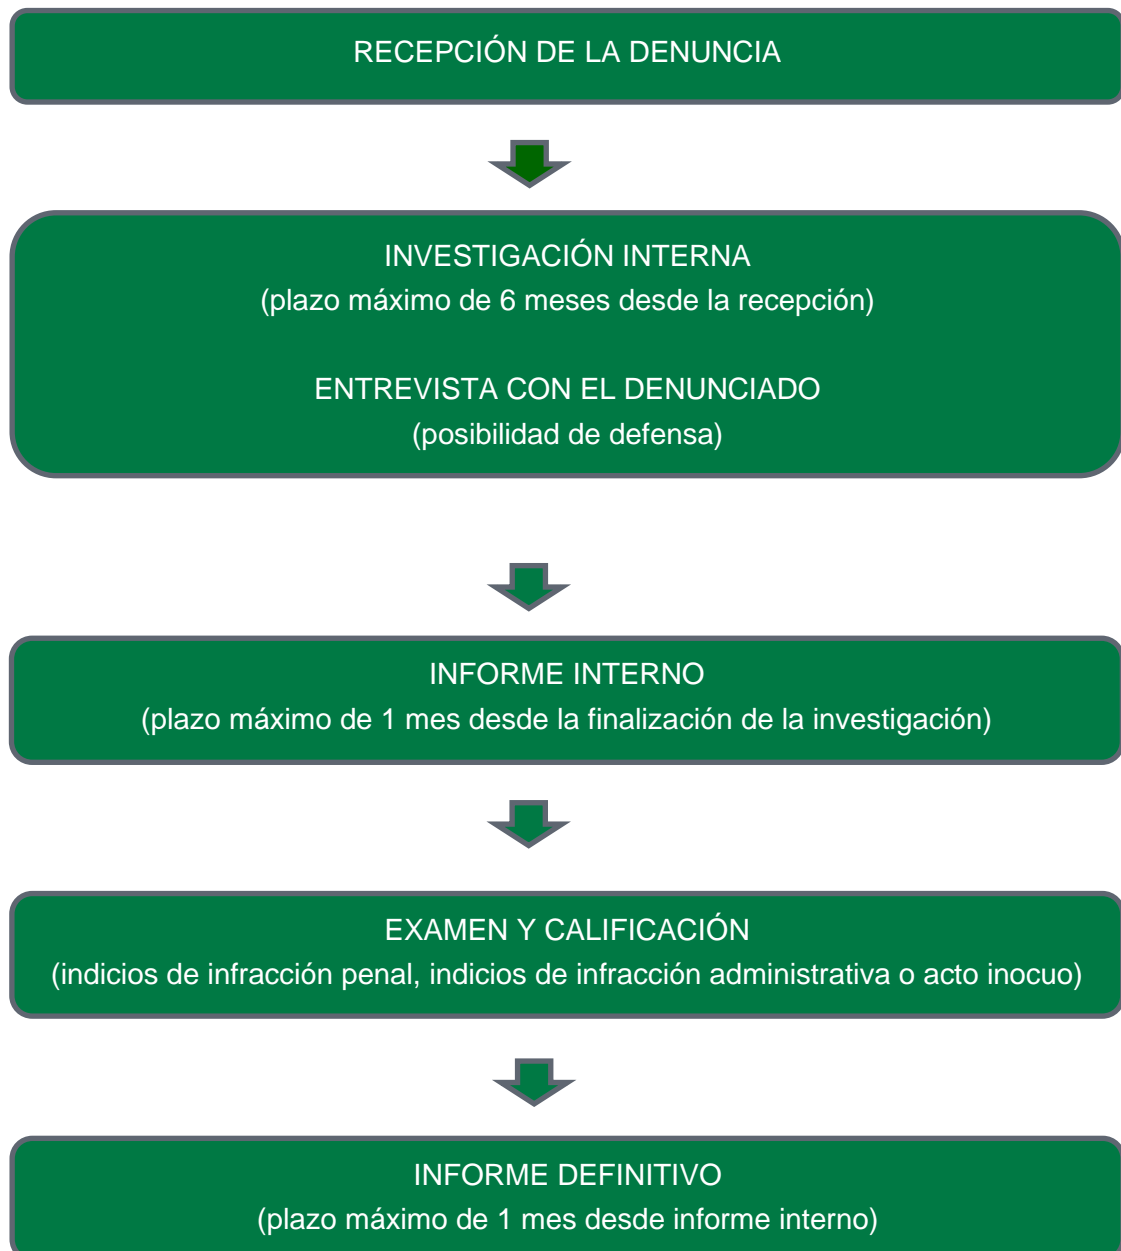 RECEPCIÓN DE LA DENUNCIA
INVESTIGACIÓN INTERNA
(plazo máximo de 6 meses desde la recepción)
ENTREVISTA CON EL DENUNCIADO
(posibilidad de defensa)
INFORME INTERNO
(plazo máximo de 1 mes desde la finalización de la investigación)
EXAMEN Y CALIFICACIÓN
(indicios de infracción penal, indicios de infracción administrativa o acto inocuo)
INFORME DEFINITIVO
(plazo máximo de 1 mes desde informe interno)